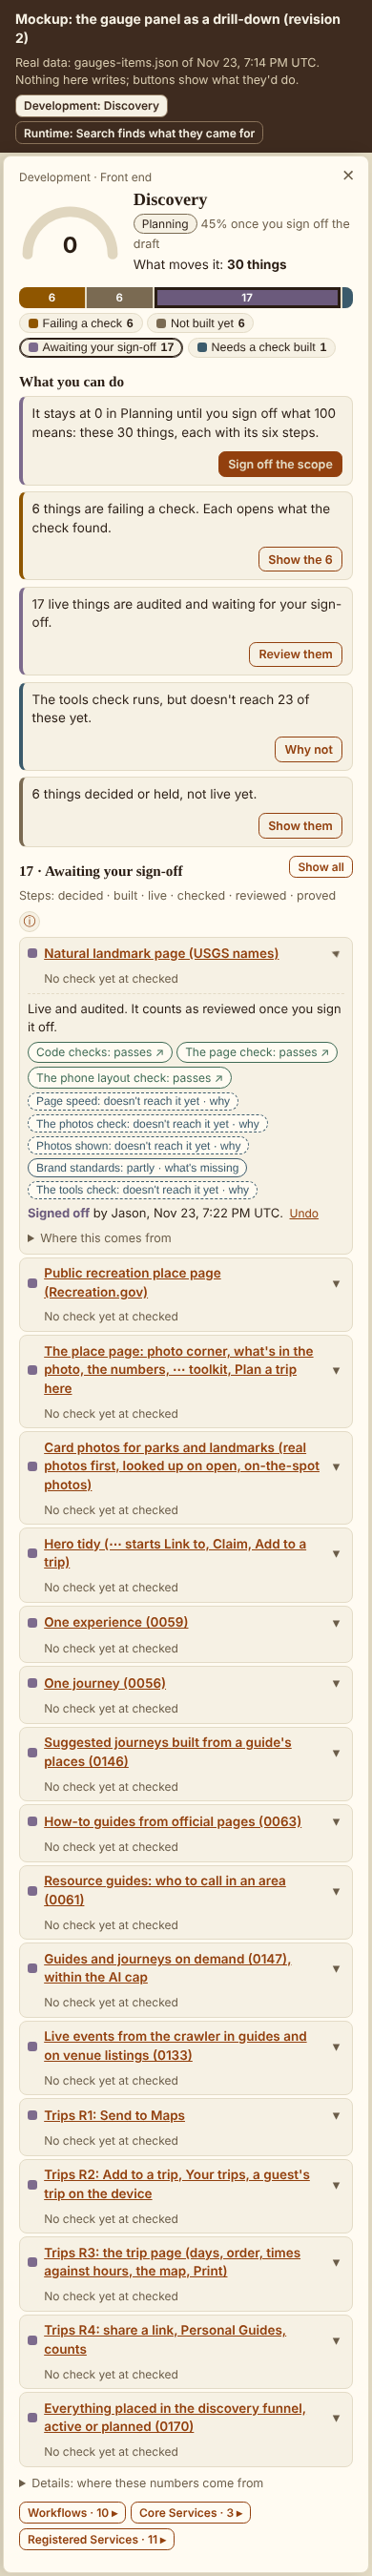 Mockup: the gauge panel as a drill-down (revision
2)
Real data: gauges-items.json of Nov 23, 7:14 PM UTC.
Nothing here writes; buttons show what they'd do.
Development: Discovery
Runtime: Search finds what they came for
Development · Front end
✕
Discovery
0
Planning 45% once you sign off the
draft
What moves it: 30 things
6 6 17
Failing a check 6 Not built yet 6
Awaiting your sign-off 17 Needs a check built 1
What you can do
It stays at 0 in Planning until you sign off what 100
means: these 30 things, each with its six steps.
Sign off the scope
6 things are failing a check. Each opens what the
check found.
Show the 6
17 live things are audited and waiting for your sign-
off.
Review them
The tools check runs, but doesn't reach 23 of
these yet.
Why not
6 things decided or held, not live yet.
Show them
17 · Awaiting your sign-off Show all
Steps: decided · built · live · checked · reviewed · proved
ⓘ
Natural landmark page (USGS names)
No check yet at checked
Live and audited. It counts as reviewed once you sign
it off.
Code checks: passes ↗ The page check: passes ↗
The phone layout check: passes ↗
Page speed: doesn't reach it yet · why
The photos check: doesn't reach it yet · why
Photos shown: doesn't reach it yet · why
Brand standards: partly · what's missing
The tools check: doesn't reach it yet · why
Signed off by Jason, Nov 23, 7:22 PM UTC. Undo
▶ Where this comes from
Public recreation place page
(Recreation.gov)
No check yet at checked
The place page: photo corner, what's in the
photo, the numbers, ⋯ toolkit, Plan a trip
here
No check yet at checked
Card photos for parks and landmarks (real
photos first, looked up on open, on-the-spot
photos)
No check yet at checked
Hero tidy (⋯ starts Link to, Claim, Add to a
trip)
No check yet at checked
One experience (0059)
No check yet at checked
One journey (0056)
No check yet at checked
Suggested journeys built from a guide's
places (0146)
No check yet at checked
How-to guides from official pages (0063)
No check yet at checked
Resource guides: who to call in an area
(0061)
No check yet at checked
Guides and journeys on demand (0147),
within the AI cap
No check yet at checked
Live events from the crawler in guides and
on venue listings (0133)
No check yet at checked
Trips R1: Send to Maps
No check yet at checked
Trips R2: Add to a trip, Your trips, a guest's
trip on the device
No check yet at checked
Trips R3: the trip page (days, order, times
against hours, the map, Print)
No check yet at checked
Trips R4: share a link, Personal Guides,
counts
No check yet at checked
Everything placed in the discovery funnel,
active or planned (0170)
No check yet at checked
▶ Details: where these numbers come from
Workflows · 10 ▸ Core Services · 3 ▸
Registered Services · 11 ▸